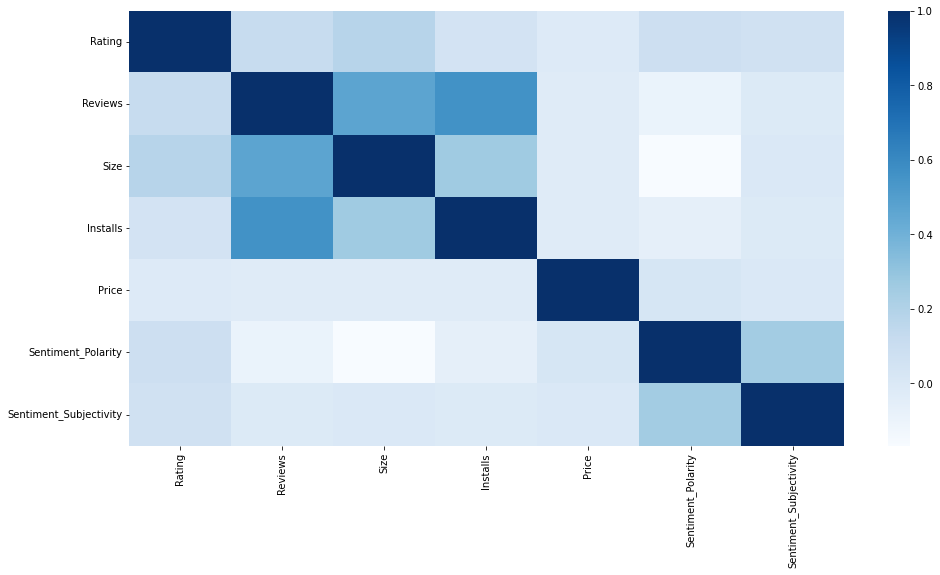 Rating
Reviews
Size
Installs
Price
Sentiment_Polarity
Sentiment_Subjectivity
Rating
Reviews
Size
Installs
Price
Sentiment_Polarity
Sentiment_Subjectivity
1.0
0.8
0.6
0.4
0.2
0.0